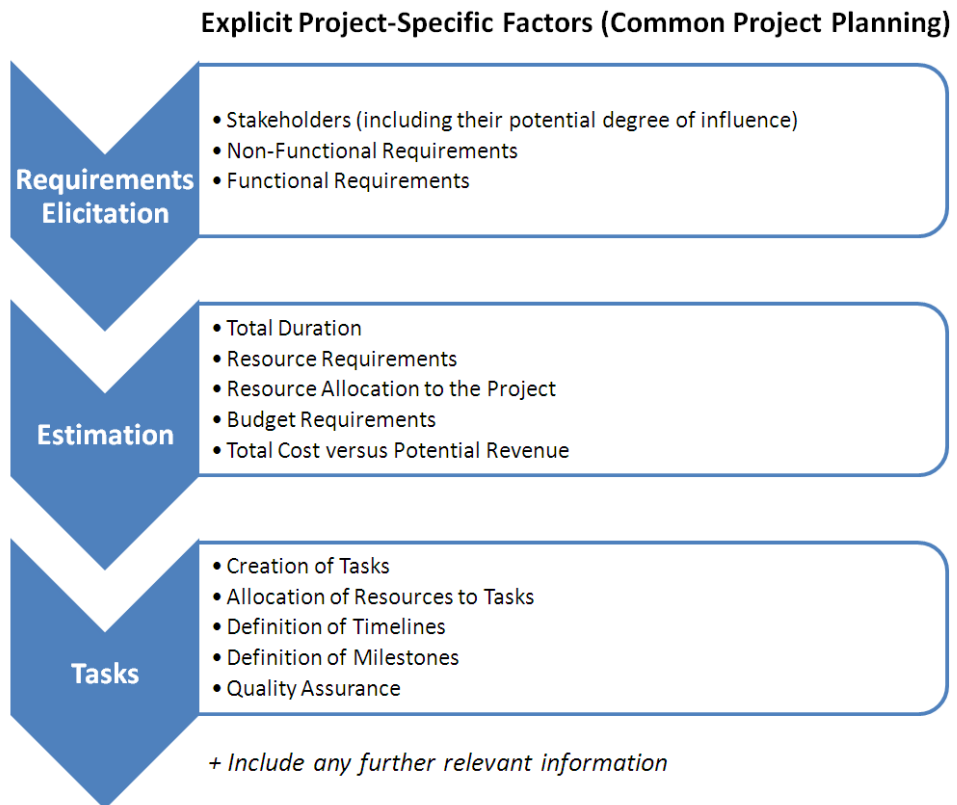 Explicit Project-Specific Factors (Common Project Planning)
Requirements
Elicitation
• Stakeholders (including their potential degree of influence)
• Non-Functional Requirements
• Functional Requirements
Estimation
• Total Duration
• Resource Requirements
• Resource Allocation to the Project
• Budget Requirements
• Total Cost versus Potential Revenue
Tasks
• Creation of Tasks
• Allocation of Resources to Tasks
• Definition of Timelines
• Definition of Milestones
• Quality Assurance
+ Include any further relevant information